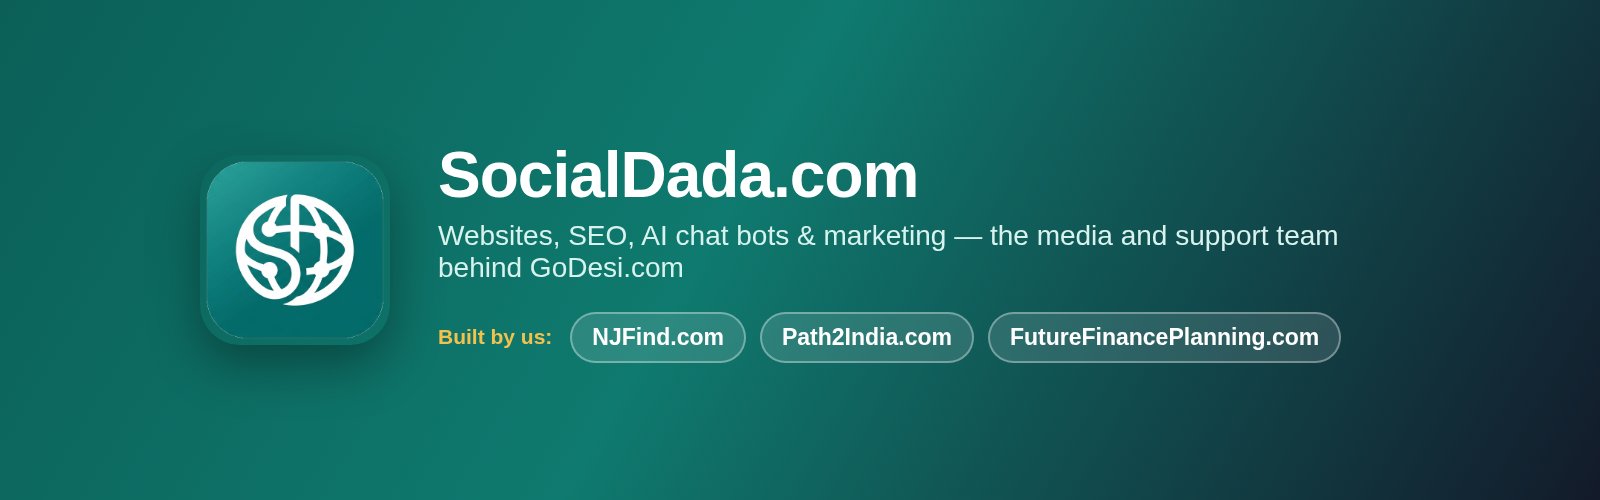 SocialDada.com
Websites, SEO, AI chat bots & marketing — the media and support team
behind GoDesi.com
Built by us: NJFind.com Path2India.com FutureFinancePlanning.com